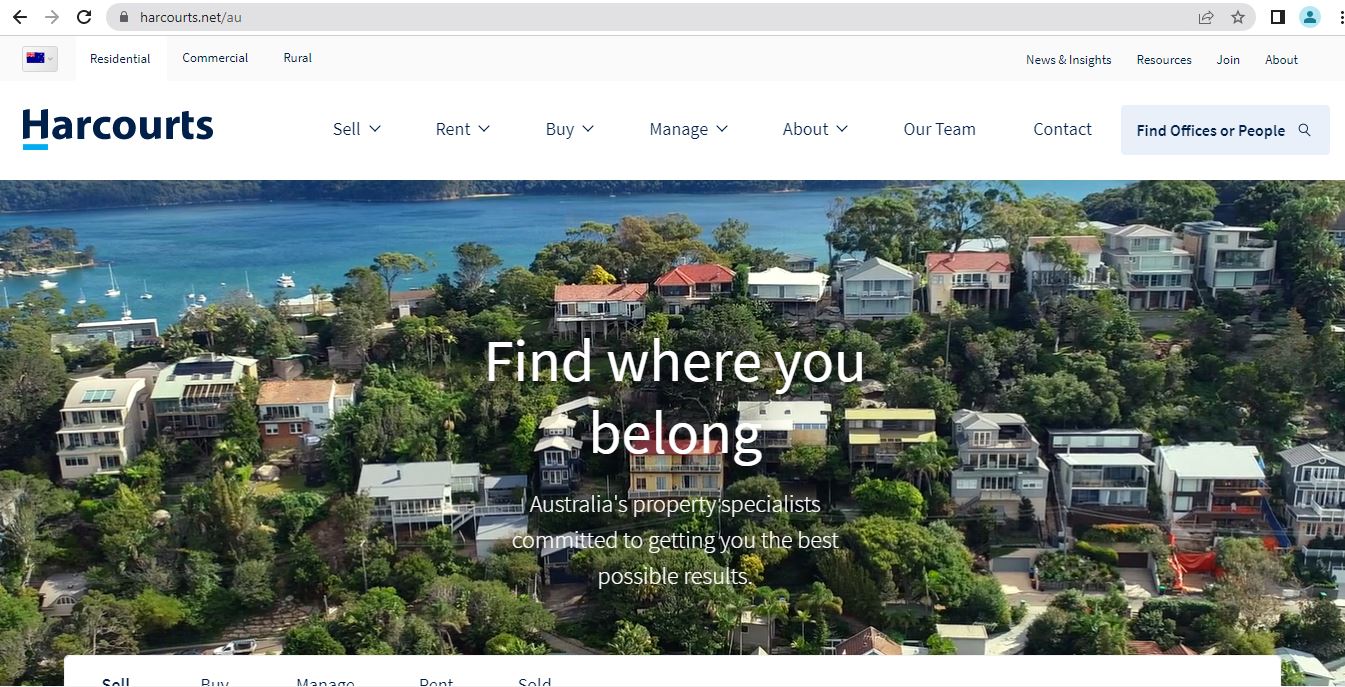 harcourts.net/au
Residential Commercial Rural News & Insights Resources Join About
Harcourts Sell Rent Buy Manage About Our Team Contact Find Offices or People
Find where you
belong
Australia's property specialists
committed to getting you the best
possible results.
Sell Buy Manage Rent Sold